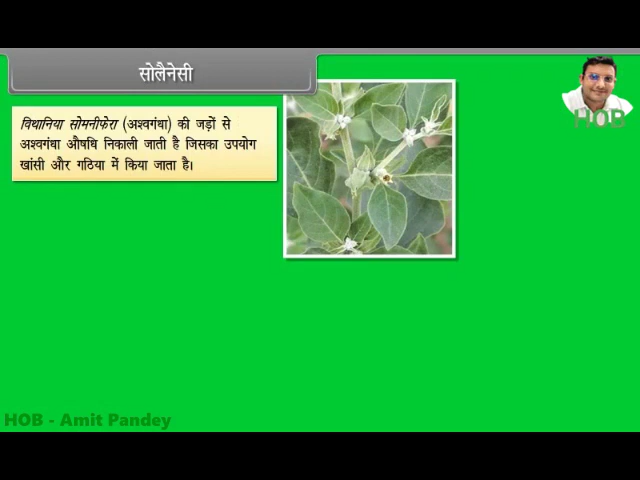 सोलैनेसी
विथानिया सोमनीफेरा (अश्वगंधा) की जड़ों से
अश्वगंधा औषधि निकाली जाती है जिसका उपयोग
खांसी और गठिया में किया जाता है।
HOB
HOB - Amit Pandey